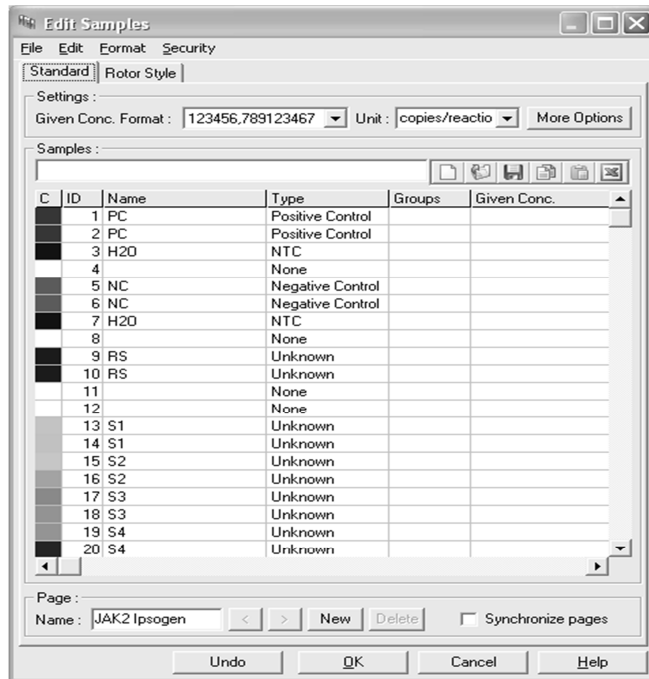 Edit Samples
File Edit Format Security
Standard Rotor Style
Settings :
Given Conc. Format : 123456,789123467 Unit : copies/reactio More Options
Samples :
C ID Name Type Groups Given Conc.
1 PC Positive Control
2 PC Positive Control
3 H2O NTC
4 None
5 NC Negative Control
6 NC Negative Control
7 H2O NTC
8 None
9 RS Unknown
10 RS Unknown
11 None
12 None
13 S1 Unknown
14 S1 Unknown
15 S2 Unknown
16 S2 Unknown
17 S3 Unknown
18 S3 Unknown
19 S4 Unknown
20 S4 Unknown
Page :
Name : JAK2 Ipsogen < > New Delete Synchronize pages
Undo OK Cancel Help